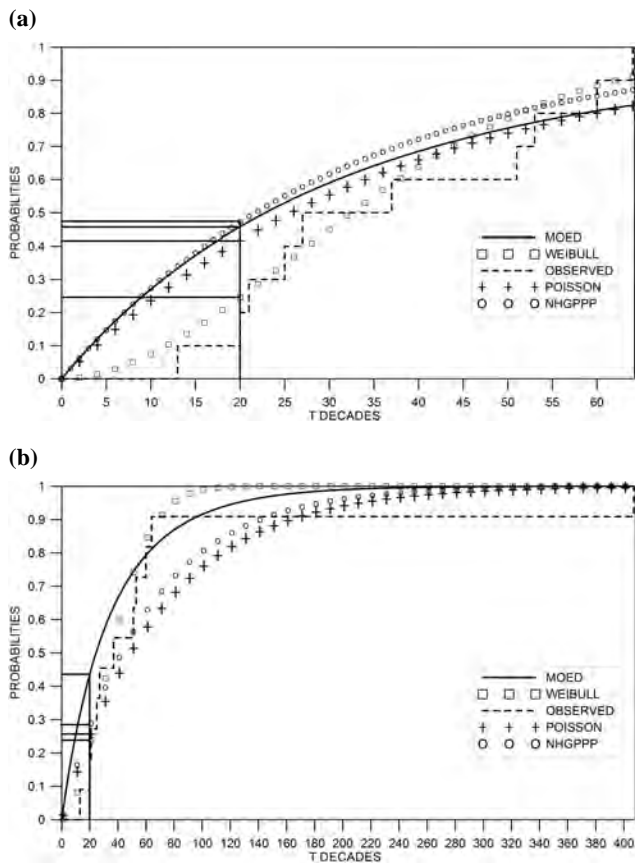 (a)
1
0.9
0.8
0.7
0.6
0.5
0.4
0.3
0.2
0.1
0
PROBABILITIES
MOED
WEIBULL
OBSERVED
POISSON
NHGPPP
0 5 10 15 20 25 30 35 40 45 50 55 60
T DECADES
(b)
1
0.9
0.8
0.7
0.6
0.5
0.4
0.3
0.2
0.1
0
PROBABILITIES
MOED
WEIBULL
OBSERVED
POISSON
NHGPPP
0 20 40 60 80 100 120 140 160 180 200 220 240 260 280 300 320 340 360 380 400
T DECADES